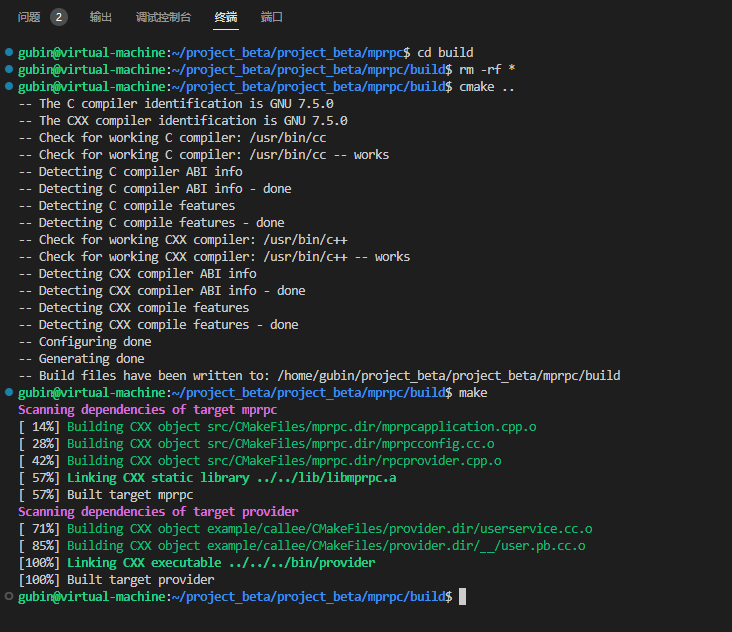 问题 2 输出 调试控制台 终端 端口
gubin@virtual-machine:~/project_beta/project_beta/mprpc$ cd build
gubin@virtual-machine:~/project_beta/project_beta/mprpc/build$ rm -rf *
gubin@virtual-machine:~/project_beta/project_beta/mprpc/build$ cmake ..
-- The C compiler identification is GNU 7.5.0
-- The CXX compiler identification is GNU 7.5.0
-- Check for working C compiler: /usr/bin/cc
-- Check for working C compiler: /usr/bin/cc -- works
-- Detecting C compiler ABI info
-- Detecting C compiler ABI info - done
-- Detecting C compile features
-- Detecting C compile features - done
-- Check for working CXX compiler: /usr/bin/c++
-- Check for working CXX compiler: /usr/bin/c++ -- works
-- Detecting CXX compiler ABI info
-- Detecting CXX compiler ABI info - done
-- Detecting CXX compile features
-- Detecting CXX compile features - done
-- Configuring done
-- Generating done
-- Build files have been written to: /home/gubin/project_beta/project_beta/mprpc/build
gubin@virtual-machine:~/project_beta/project_beta/mprpc/build$ make
Scanning dependencies of target mprpc
[ 14%] Building CXX object src/CMakeFiles/mprpc.dir/mprpcapplication.cpp.o
[ 28%] Building CXX object src/CMakeFiles/mprpc.dir/mprpcconfig.cc.o
[ 42%] Building CXX object src/CMakeFiles/mprpc.dir/rpcprovider.cpp.o
[ 57%] Linking CXX static library ../../lib/libmprpc.a
[ 57%] Built target mprpc
Scanning dependencies of target provider
[ 71%] Building CXX object example/callee/CMakeFiles/provider.dir/userservice.cc.o
[ 85%] Building CXX object example/callee/CMakeFiles/provider.dir/__/user.pb.cc.o
[100%] Linking CXX executable ../../../bin/provider
[100%] Built target provider
gubin@virtual-machine:~/project_beta/project_beta/mprpc/build$